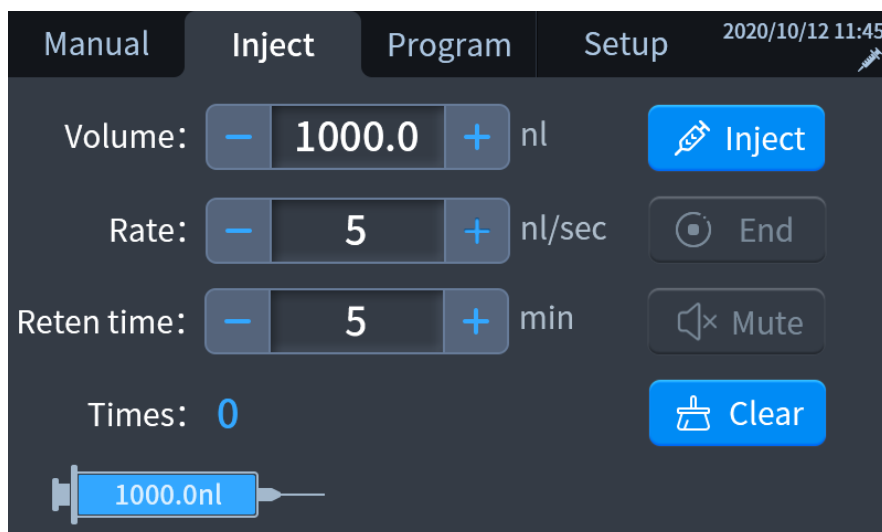 Manual Inject Program Setup 2020/10/12 11:45
Volume: − 1000.0 + nl Inject
Rate: − 5 + nl/sec End
Reten time: − 5 + min Mute
Times: 0 Clear
1000.0nl